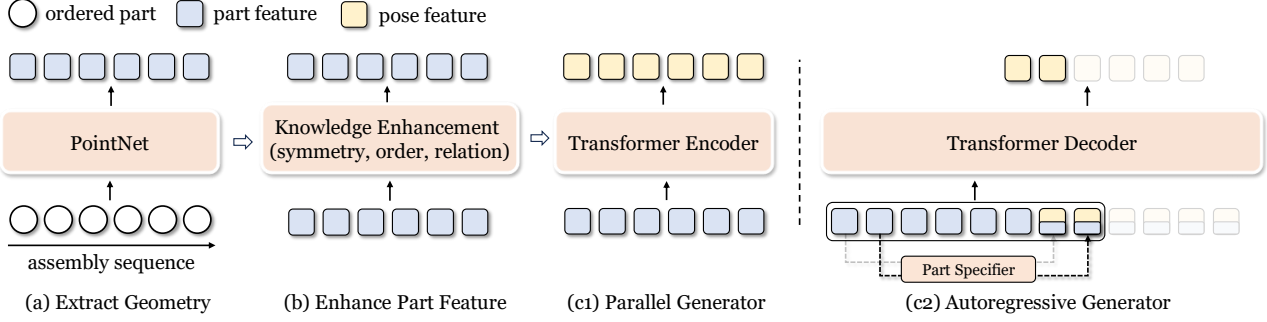 ordered part
part feature
pose feature
PointNet
Knowledge Enhancement
(symmetry, order, relation)
Transformer Encoder
Transformer Decoder
assembly sequence
Part Specifier
(a) Extract Geometry
(b) Enhance Part Feature
(c1) Parallel Generator
(c2) Autoregressive Generator